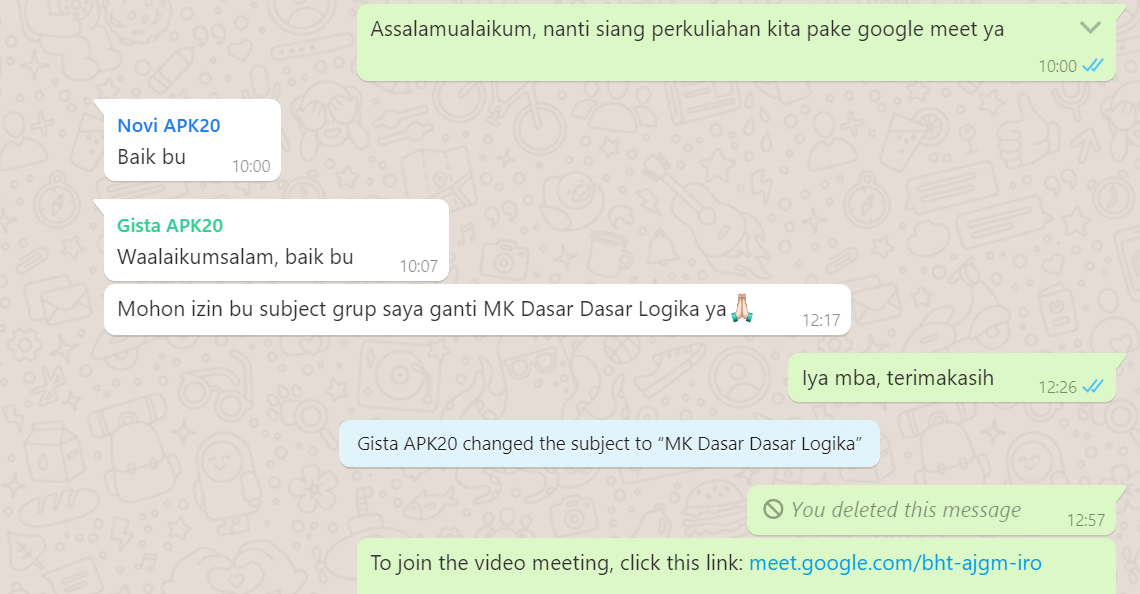 Assalamualaikum, nanti siang perkuliahan kita pake google meet ya
10:00
Novi APK20
Baik bu
10:00
Gista APK20
Waalaikumsalam, baik bu
10:07
Mohon izin bu subject grup saya ganti MK Dasar Dasar Logika ya🙏🏻
12:17
Iya mba, terimakasih
12:26
Gista APK20 changed the subject to “MK Dasar Dasar Logika”
You deleted this message
12:57
To join the video meeting, click this link: meet.google.com/bht-ajgm-iro